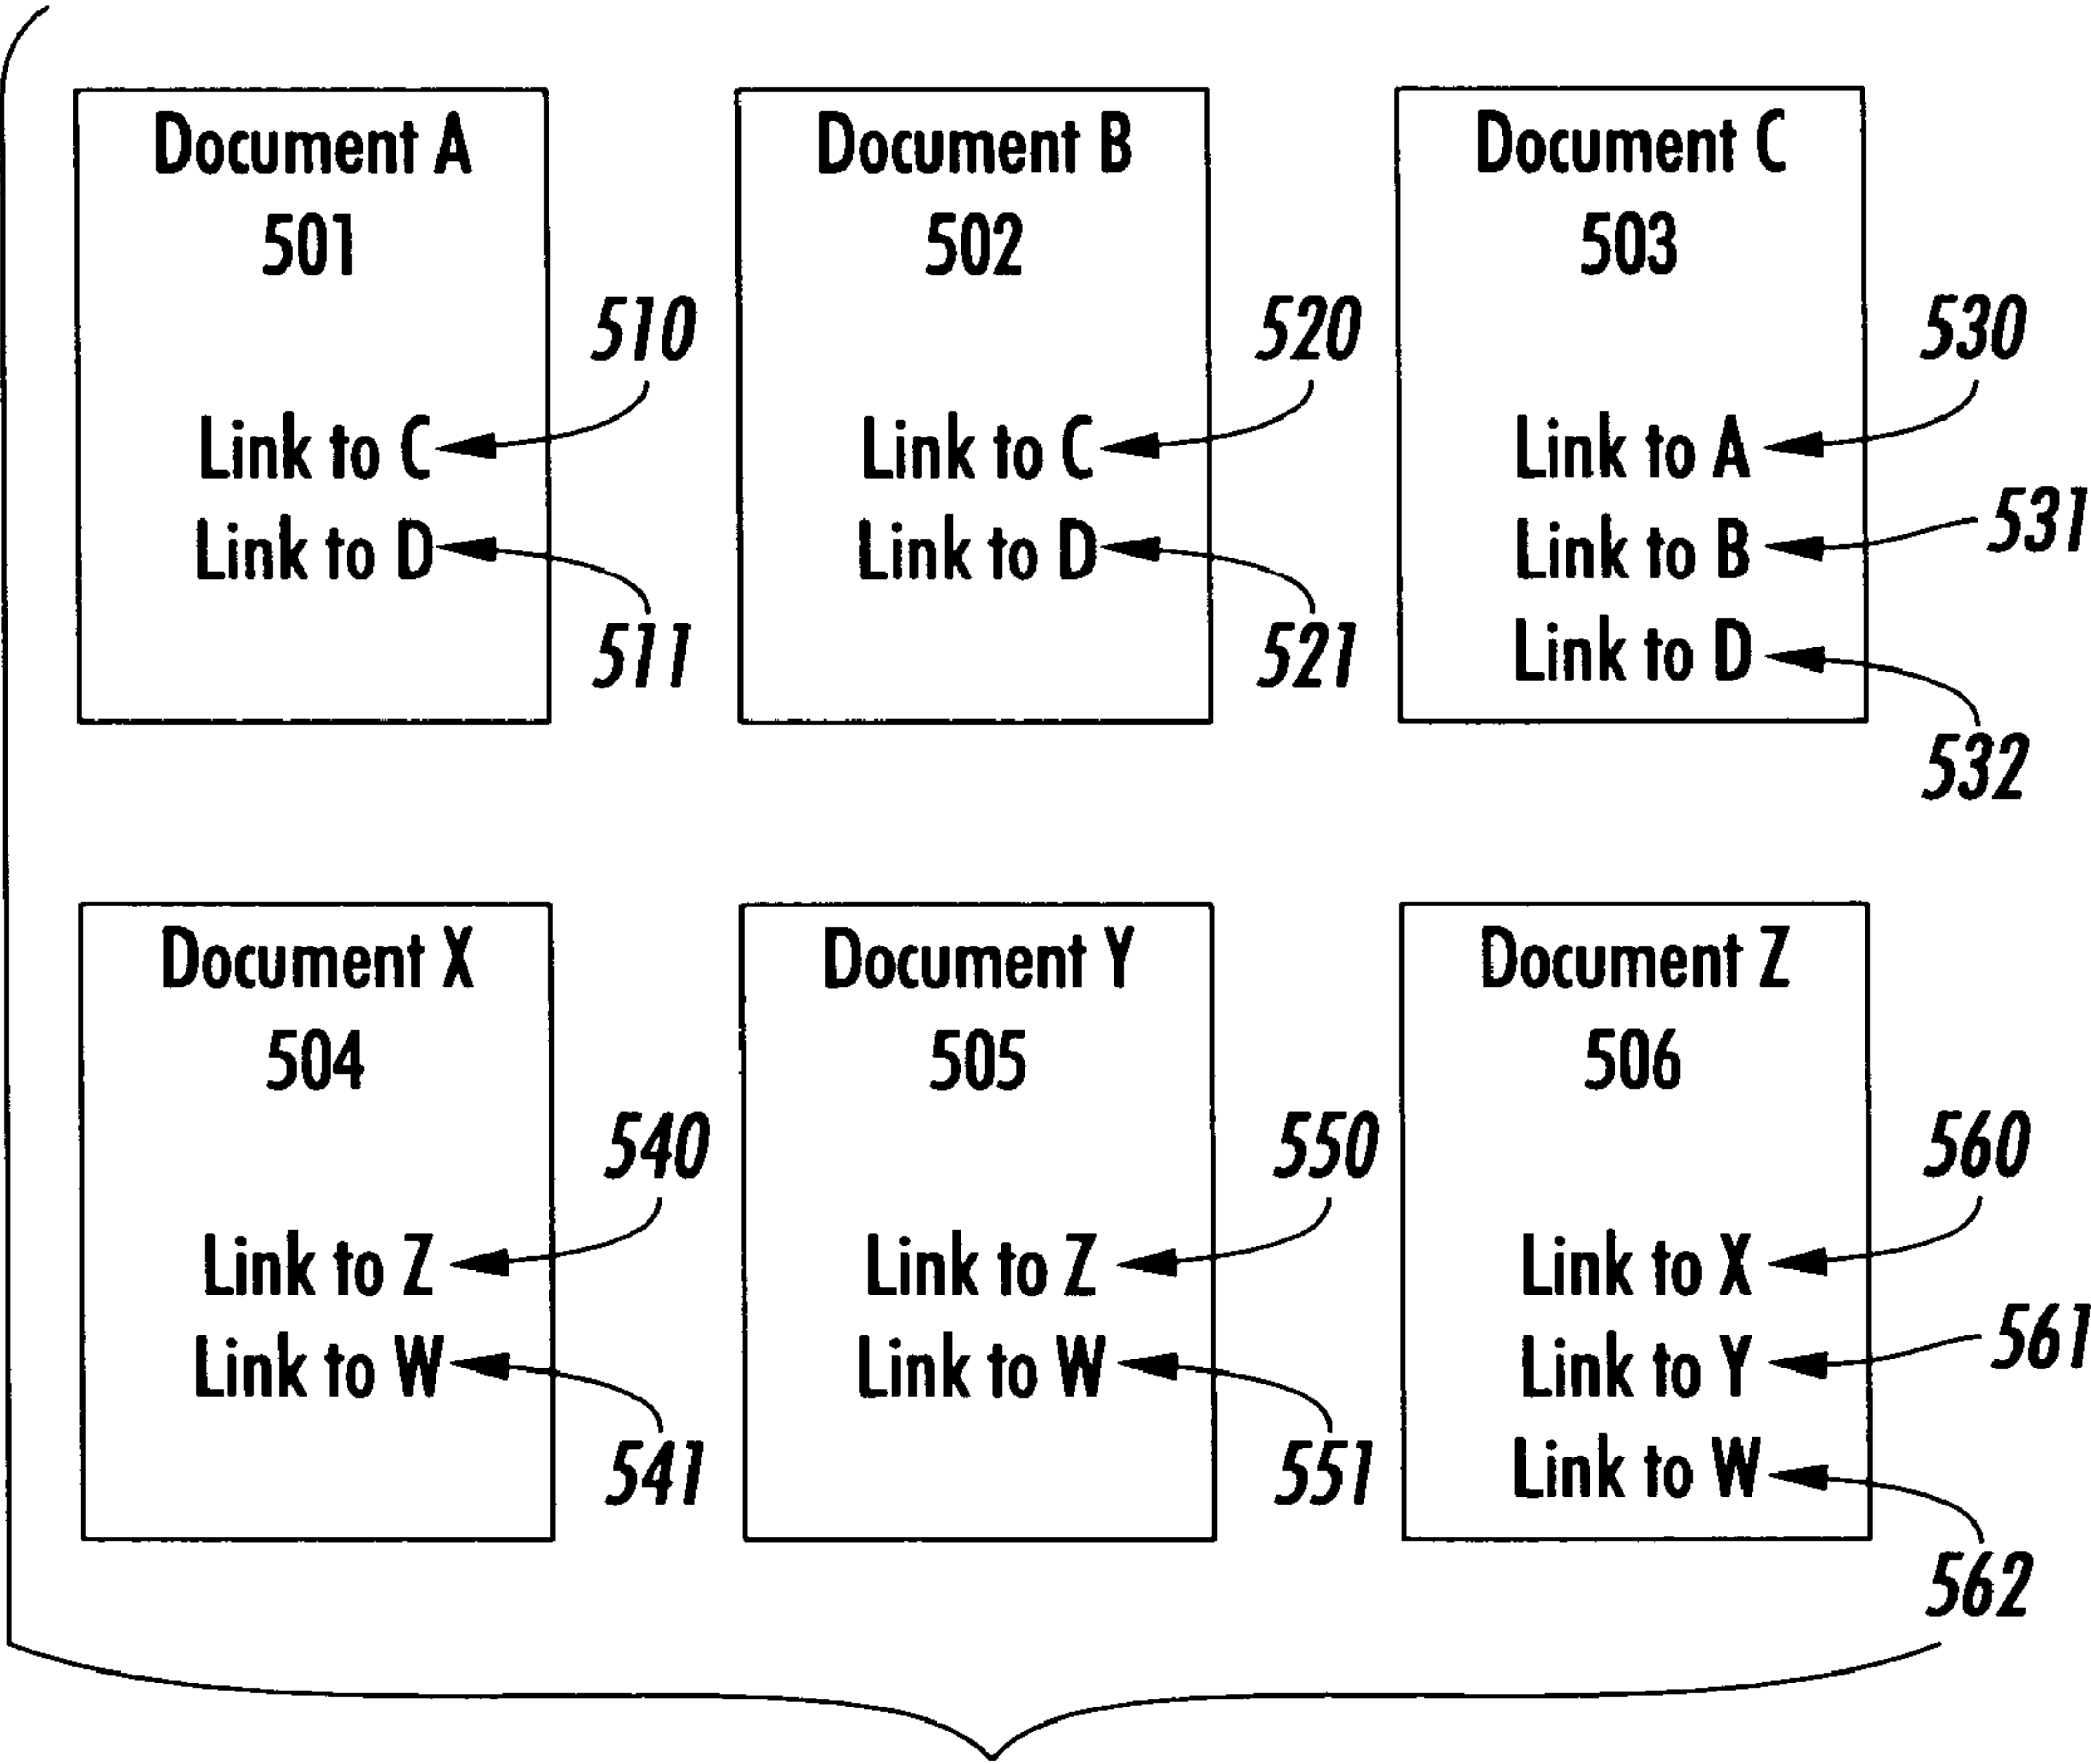 Document A
501
510
Link to C
Link to D
511
Document B
502
520
Link to C
Link to D
521
Document C
503
530
Link to A
531
Link to B
Link to D
532
Document X
504
540
Link to Z
Link to W
541
Document Y
505
550
Link to Z
Link to W
551
Document Z
506
560
Link to X
561
Link to Y
Link to W
562